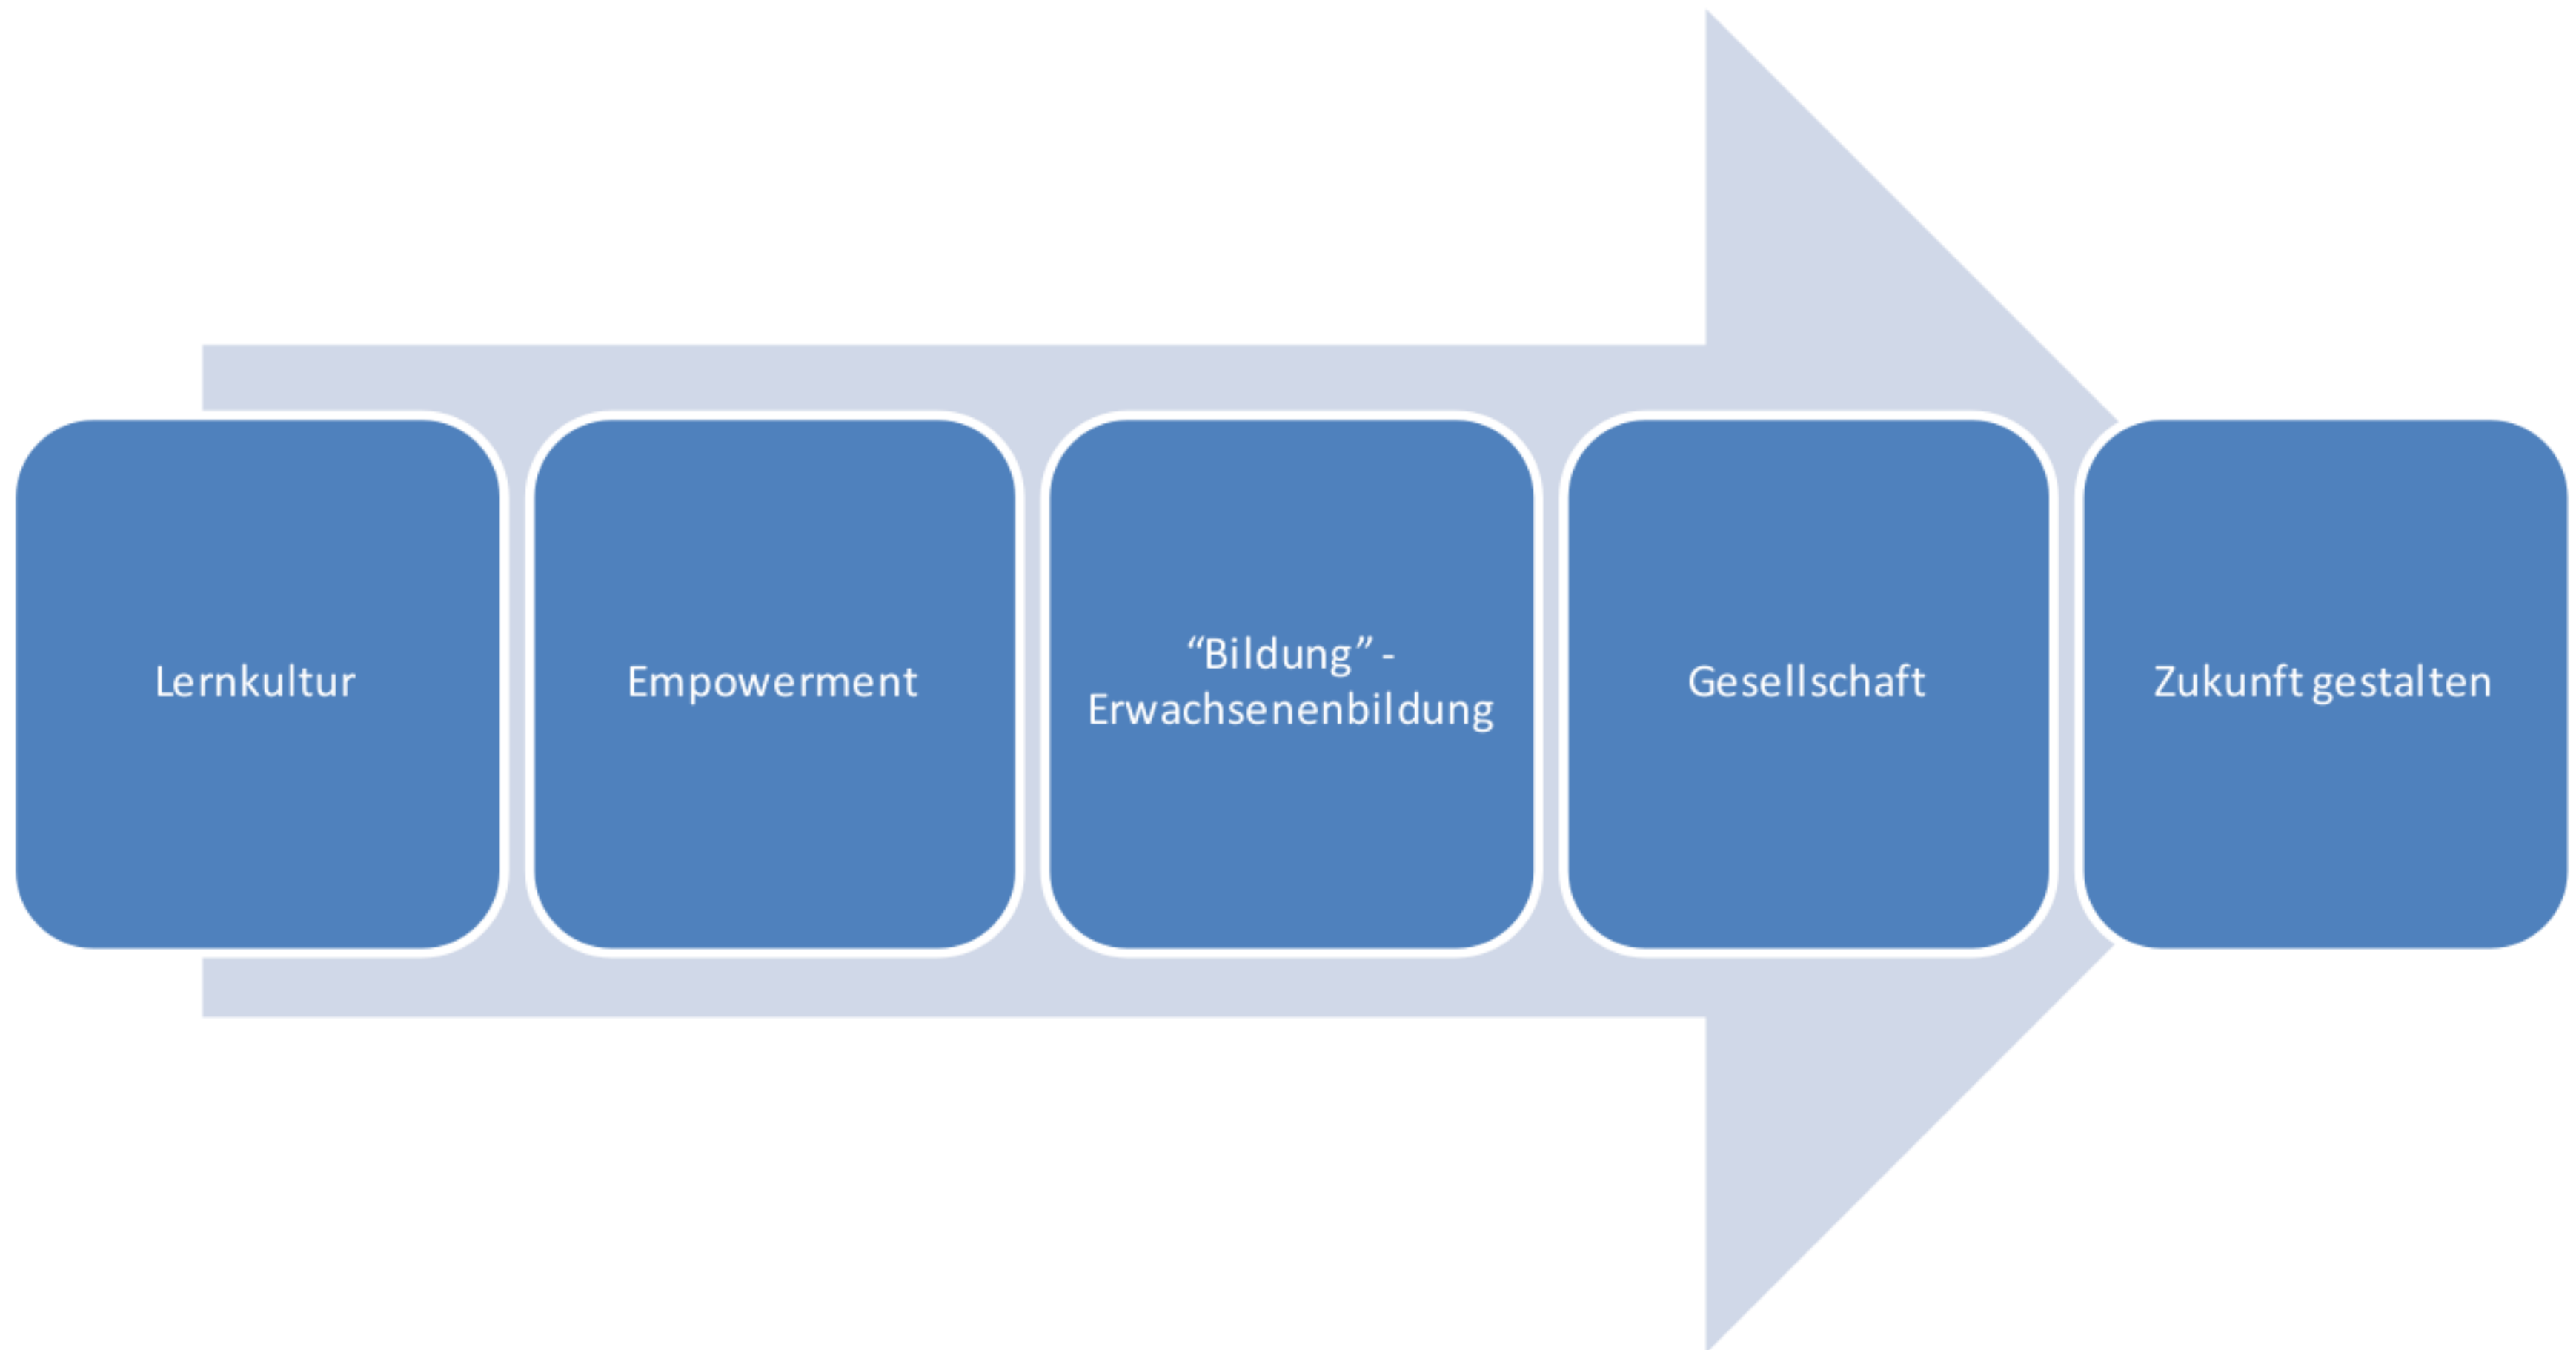 Lernkultur
Empowerment
“Bildung” -
Erwachsenenbildung
Gesellschaft
Zukunft gestalten